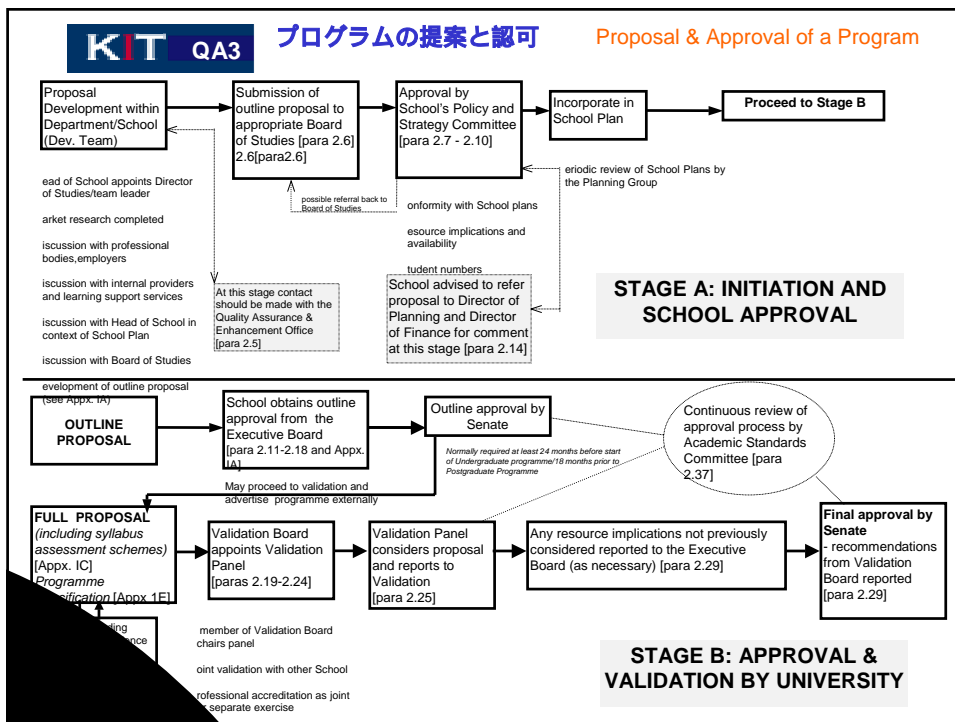 KIT QA3
プログラムの提案と認可
Proposal & Approval of a Program
Proposal
Development within
Department/School
(Dev. Team)
Submission of
outline proposal to
appropriate Board
of Studies [para 2.6]
2.6[para2.6]
Approval by
School's Policy and
Strategy Committee
[para 2.7 - 2.10]
Incorporate in
School Plan
Proceed to Stage B
eriodic review of School Plans by
the Planning Group
possible referral back to
Board of Studies
ead of School appoints Director
of Studies/team leader
arket research completed
iscussion with professional
bodies,employers
iscussion with internal providers
and learning support services
iscussion with Head of School in
context of School Plan
iscussion with Board of Studies
evelopment of outline proposal
(see Appx. IA)
onformity with School plans
esource implications and
availability
tudent numbers
At this stage contact
should be made with the
Quality Assurance &
Enhancement Office
[para 2.5]
School advised to refer
proposal to Director of
Planning and Director
of Finance for comment
at this stage [para 2.14]
STAGE A: INITIATION AND
SCHOOL APPROVAL
OUTLINE
PROPOSAL
School obtains outline
approval from the
Executive Board
[para 2.11-2.18 and Appx.
IA]
Outline approval by
Senate
Normally required at least 24 months before start
of Undergraduate programme/18 months prior to
Postgraduate Programme
Continuous review of
approval process by
Academic Standards
Committee [para
2.37]
May proceed to validation and
advertise programme externally
FULL PROPOSAL
(including syllabus
assessment schemes)
[Appx. IC]
Programme
ification [Appx 1E]
Validation Board
appoints Validation
Panel
[paras 2.19-2.24]
Validation Panel
considers proposal
and reports to
Validation
[para 2.25]
Any resource implications not previously
considered reported to the Executive
Board (as necessary) [para 2.29]
Final approval by
Senate
- recommendations
from Validation
Board reported
[para 2.29]
member of Validation Board
chairs panel
oint validation with other School
rofessional accreditation as joint
separate exercise
STAGE B: APPROVAL &
VALIDATION BY UNIVERSITY